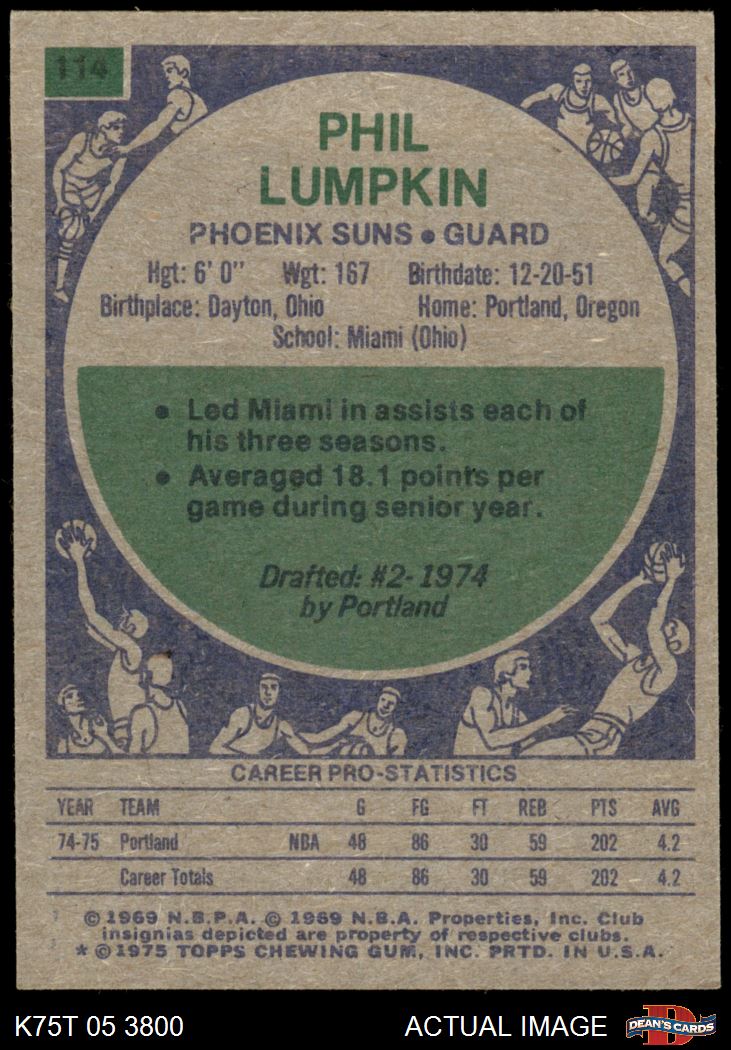 114
PHIL
LUMPKIN
PHOENIX SUNS • GUARD
Hgt: 6' 0" Wgt: 167 Birthdate: 12-20-51
Birthplace: Dayton, Ohio Home: Portland, Oregon
School: Miami (Ohio)
• Led Miami in assists each of
his three seasons.
• Averaged 18.1 points per
game during senior year.
Drafted: #2-1974
by Portland
CAREER PRO-STATISTICS
YEAR TEAM G FG FT REB PTS AVG
74-75 Portland NBA 48 86 30 59 202 4.2
Career Totals 48 86 30 59 202 4.2
© 1969 N.B.P.A. © 1969 N.B.A. Properties, Inc. Club
insignias depicted are property of respective clubs.
* © 1975 TOPPS CHEWING GUM, INC. PRTD. IN U.S.A.
K75T 05 3800 ACTUAL IMAGE DEAN'S CARDS